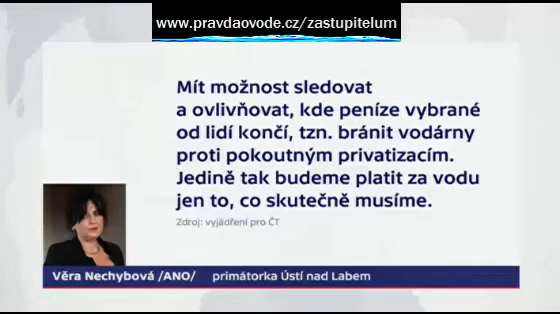 www.pravdaovode.cz/zastupitelum
Mít možnost sledovat
a ovlivňovat, kde peníze vybrané
od lidí končí, tzn. bránit vodárny
proti pokoutným privatizacím.
Jedině tak budeme platit za vodu
jen to, co skutečně musíme.
Zdroj: vyjádření pro ČT
Věra Nechybová /ANO/ primátorka Ústí nad Labem